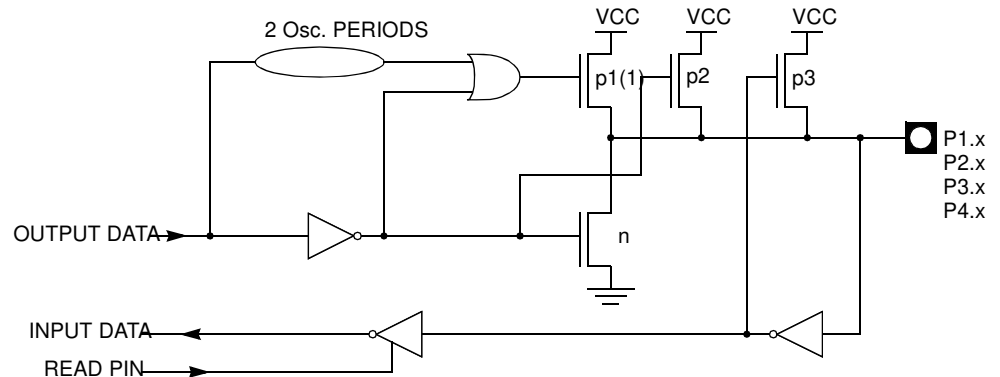 2 Osc. PERIODS
VCC
VCC
VCC
p1(1)
p2
p3
P1.x
P2.x
P3.x
P4.x
OUTPUT DATA
n
INPUT DATA
READ PIN